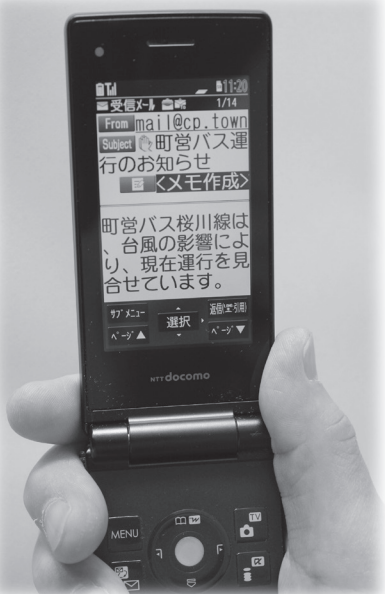 11:20
受信メール 1/14
From mail@cp.town
Subject 町営バス運
行のお知らせ
<メモ作成>
町営バス桜川線は
、台風の影響によ
り、現在運行を見
合せています。
サブメニュー 返信(空引用)
選択
ページ▲ ページ▼
NTT docomo
TV
MENU